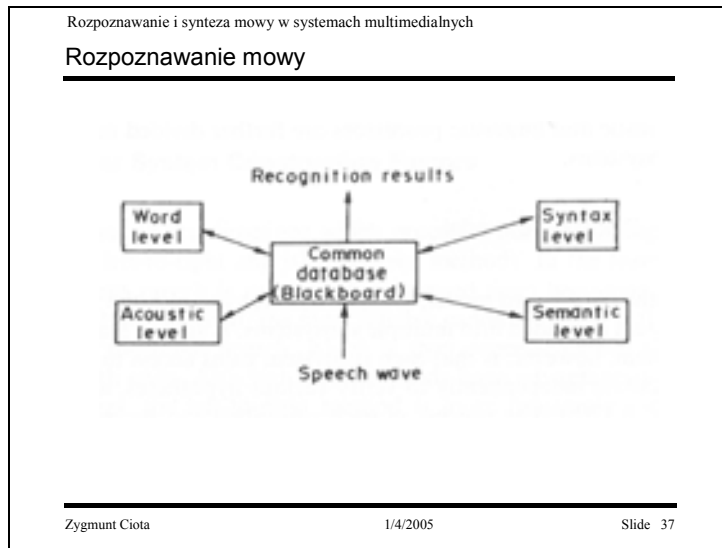 Rozpoznawanie i synteza mowy w systemach multimedialnych
Rozpoznawanie mowy
Recognition results
Word
level
Syntax
level
Common
database
(Blackboard)
Acoustic
level
Semantic
level
Speech wave
Zygmunt Ciota 1/4/2005 Slide 37